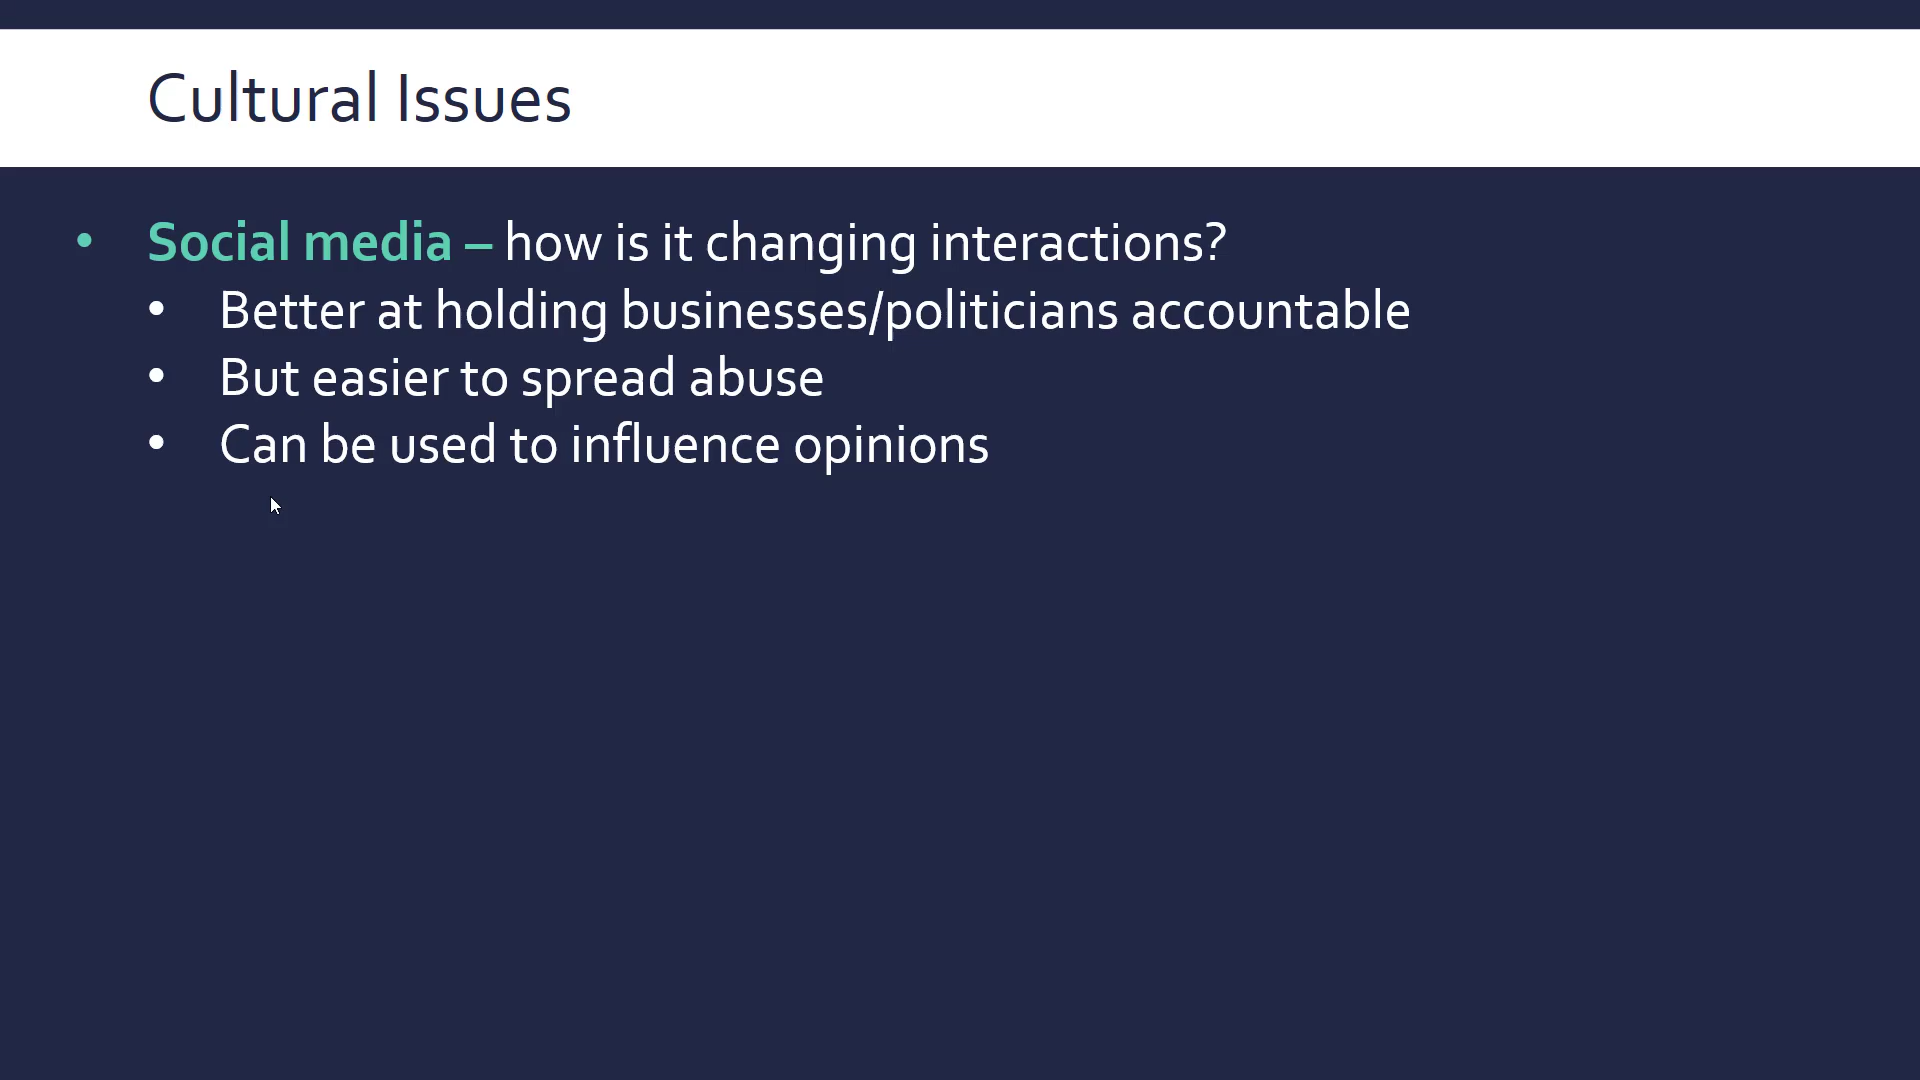 Cultural Issues
• Social media – how is it changing interactions?
• Better at holding businesses/politicians accountable
• But easier to spread abuse
• Can be used to influence opinions